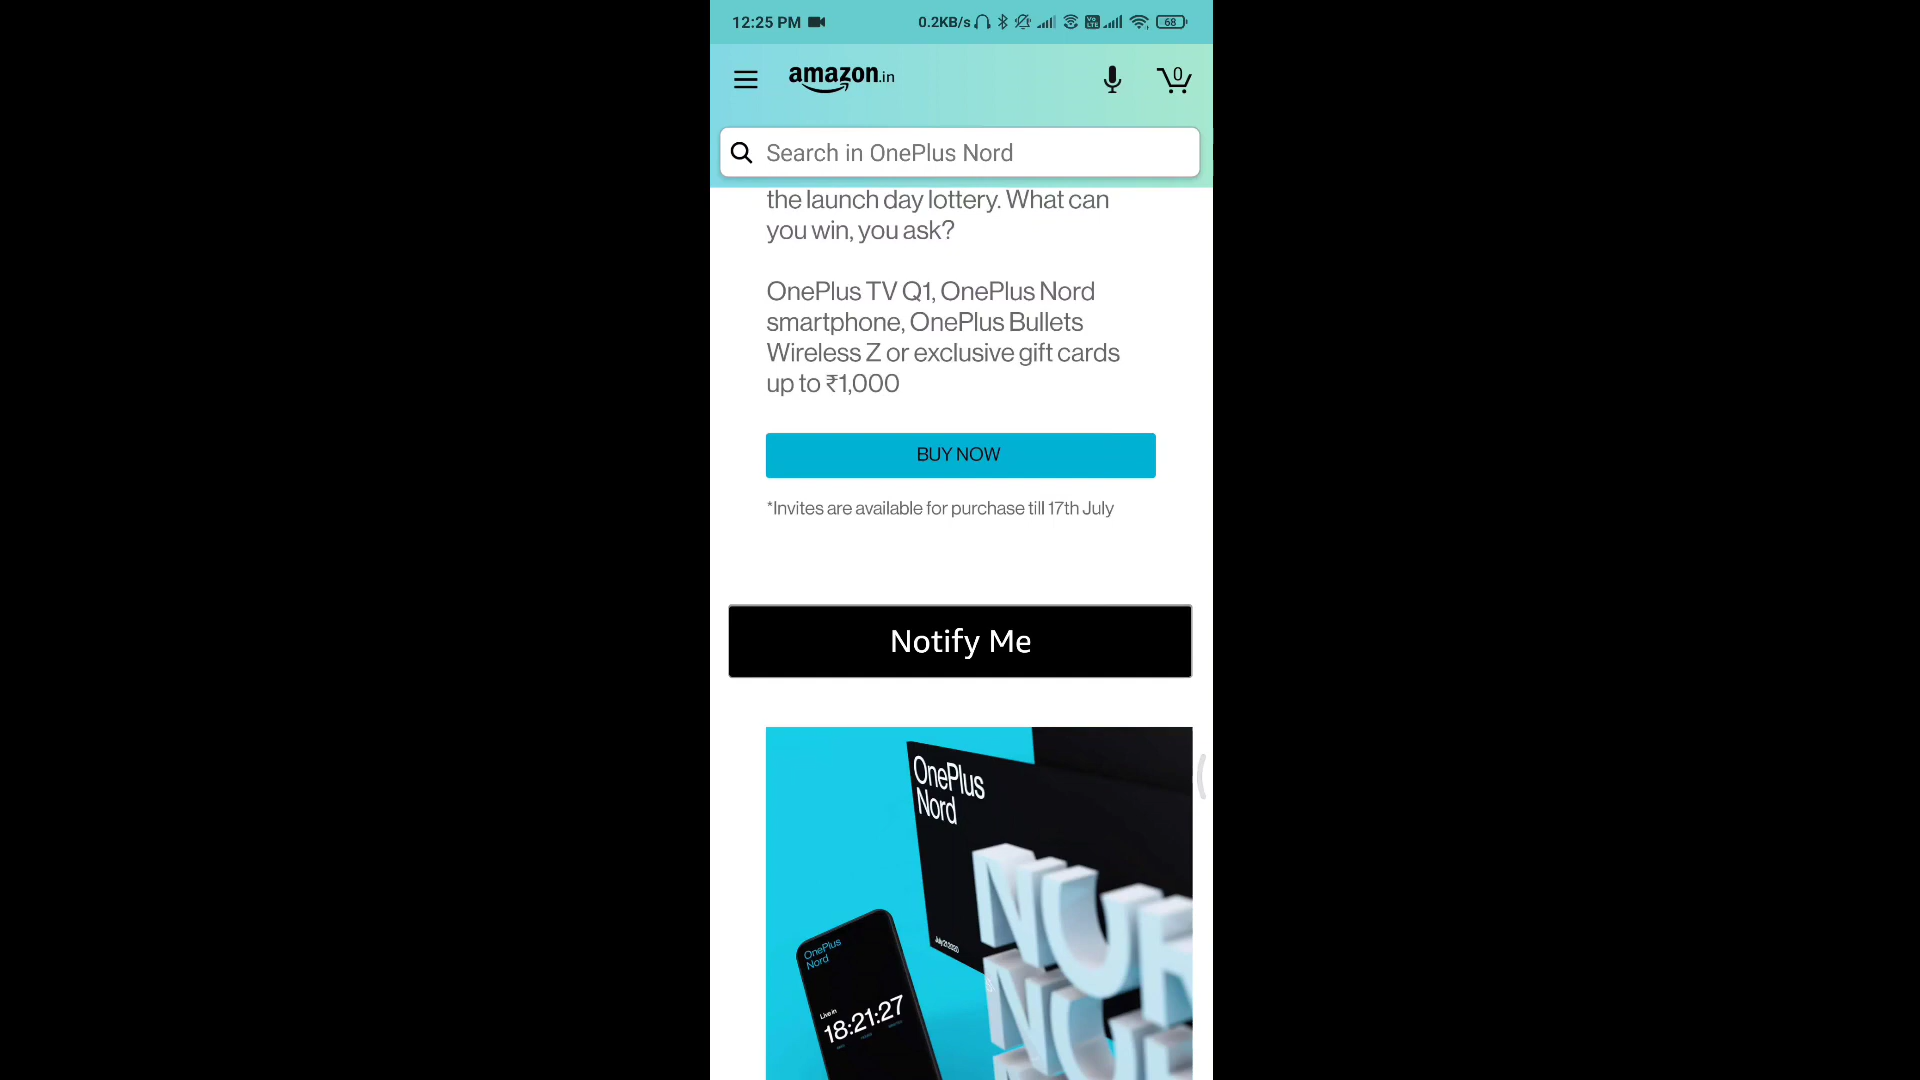 12:25 PM 0.2KB/s 68
amazon.in
0
Search in OnePlus Nord
the launch day lottery. What can
you win, you ask?
OnePlus TV Q1, OnePlus Nord
smartphone, OnePlus Bullets
Wireless Z or exclusive gift cards
up to ₹1,000
BUY NOW
*Invites are available for purchase till 17th July
Notify Me
OnePlus
Nord
OnePlus
Nord
Live in
18:21:27